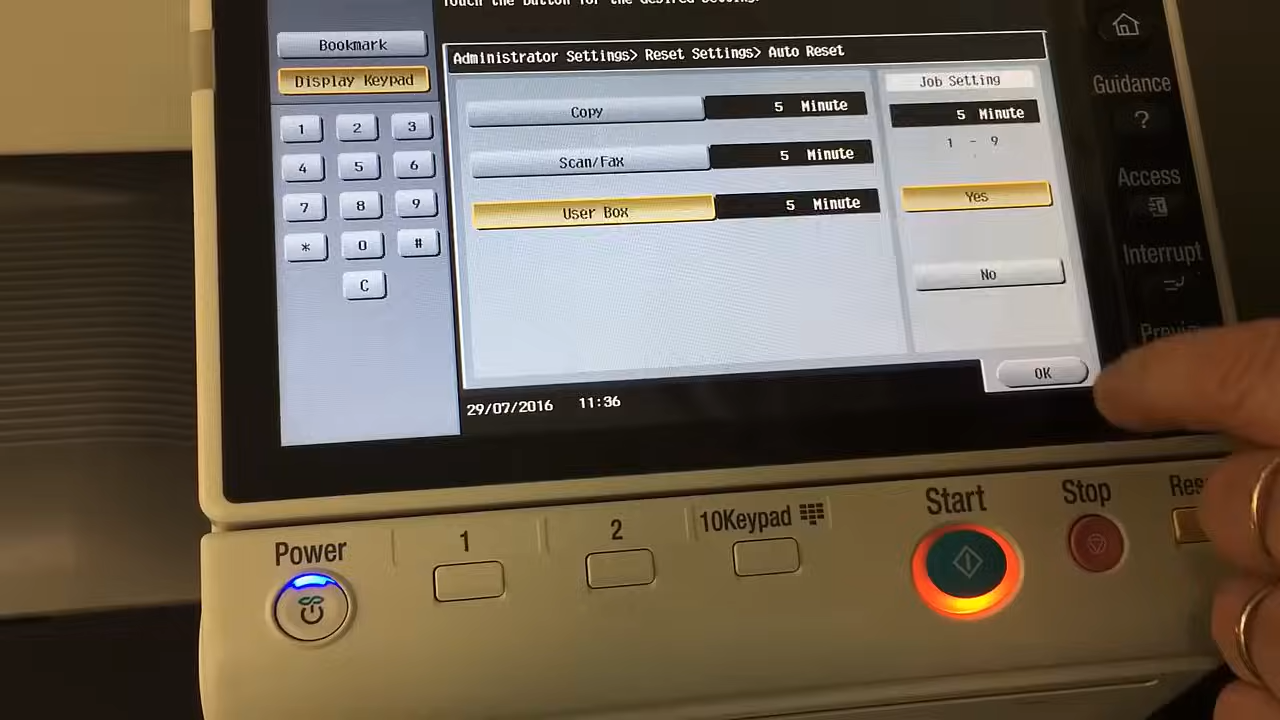 Touch the button for the desired setting.
Bookmark
Display Keypad
1 2 3
4 5 6
7 8 9
* 0 #
C
Administrator Settings> Reset Settings> Auto Reset
Copy 5 Minute
Scan/Fax 5 Minute
User Box 5 Minute
Job Setting
5 Minute
1 - 9
Yes
No
OK
29/07/2016 11:36
Guidance
?
Access
Interrupt
Power
1
2
10Keypad
Start
Stop